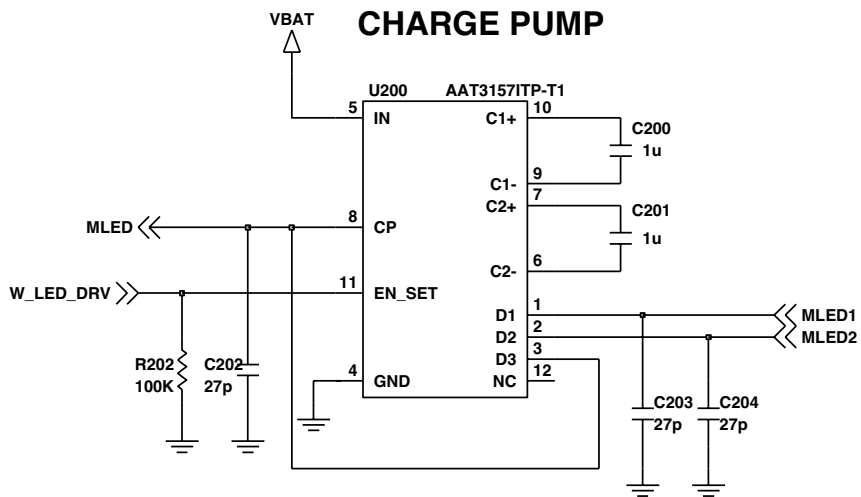 CHARGE PUMP
VBAT
U200 AAT3157ITP-T1
5 IN C1+ 10
C200
1u
C1- 9
MLED 8 CP C2+ 7
C201
1u
C2- 6
W_LED_DRV 11 EN_SET
D1 1 MLED1
D2 2 MLED2
D3 3
R202 C202 4 GND NC 12
100K 27p
C203 C204
27p 27p